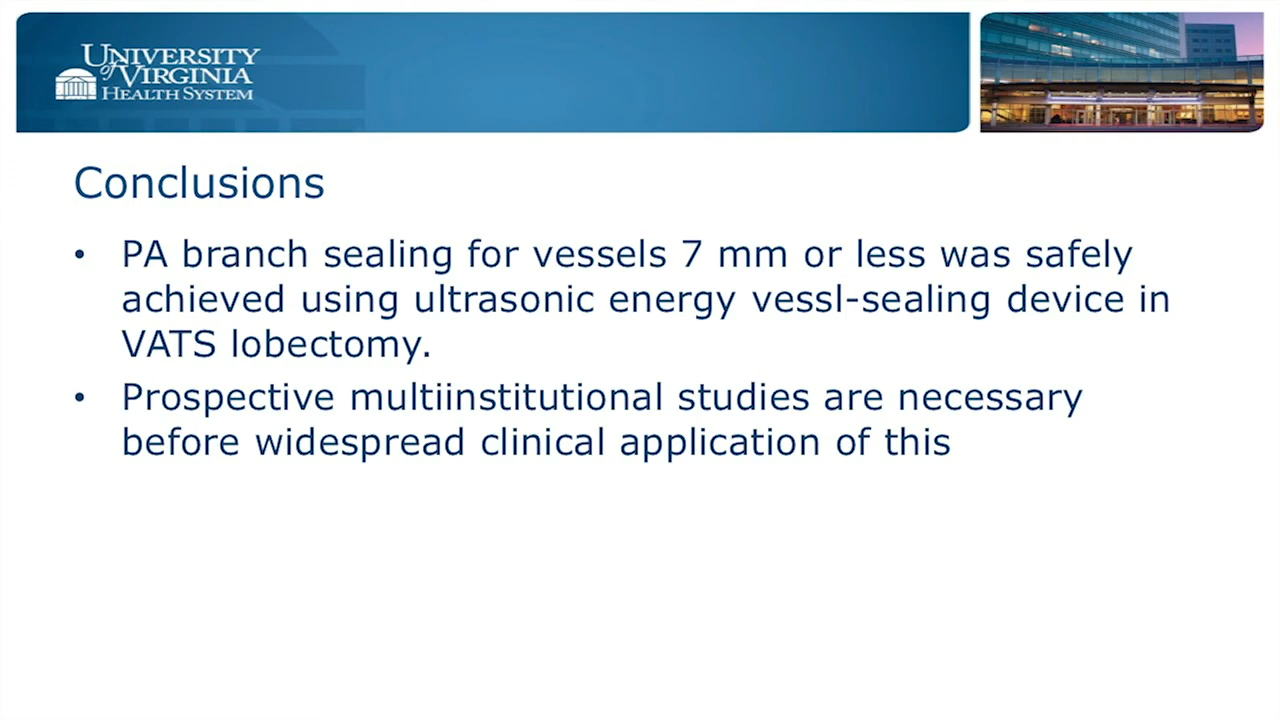 UNIVERSITY
of VIRGINIA
HEALTH SYSTEM
Conclusions
• PA branch sealing for vessels 7 mm or less was safely
achieved using ultrasonic energy vessl-sealing device in
VATS lobectomy.
• Prospective multiinstitutional studies are necessary
before widespread clinical application of this